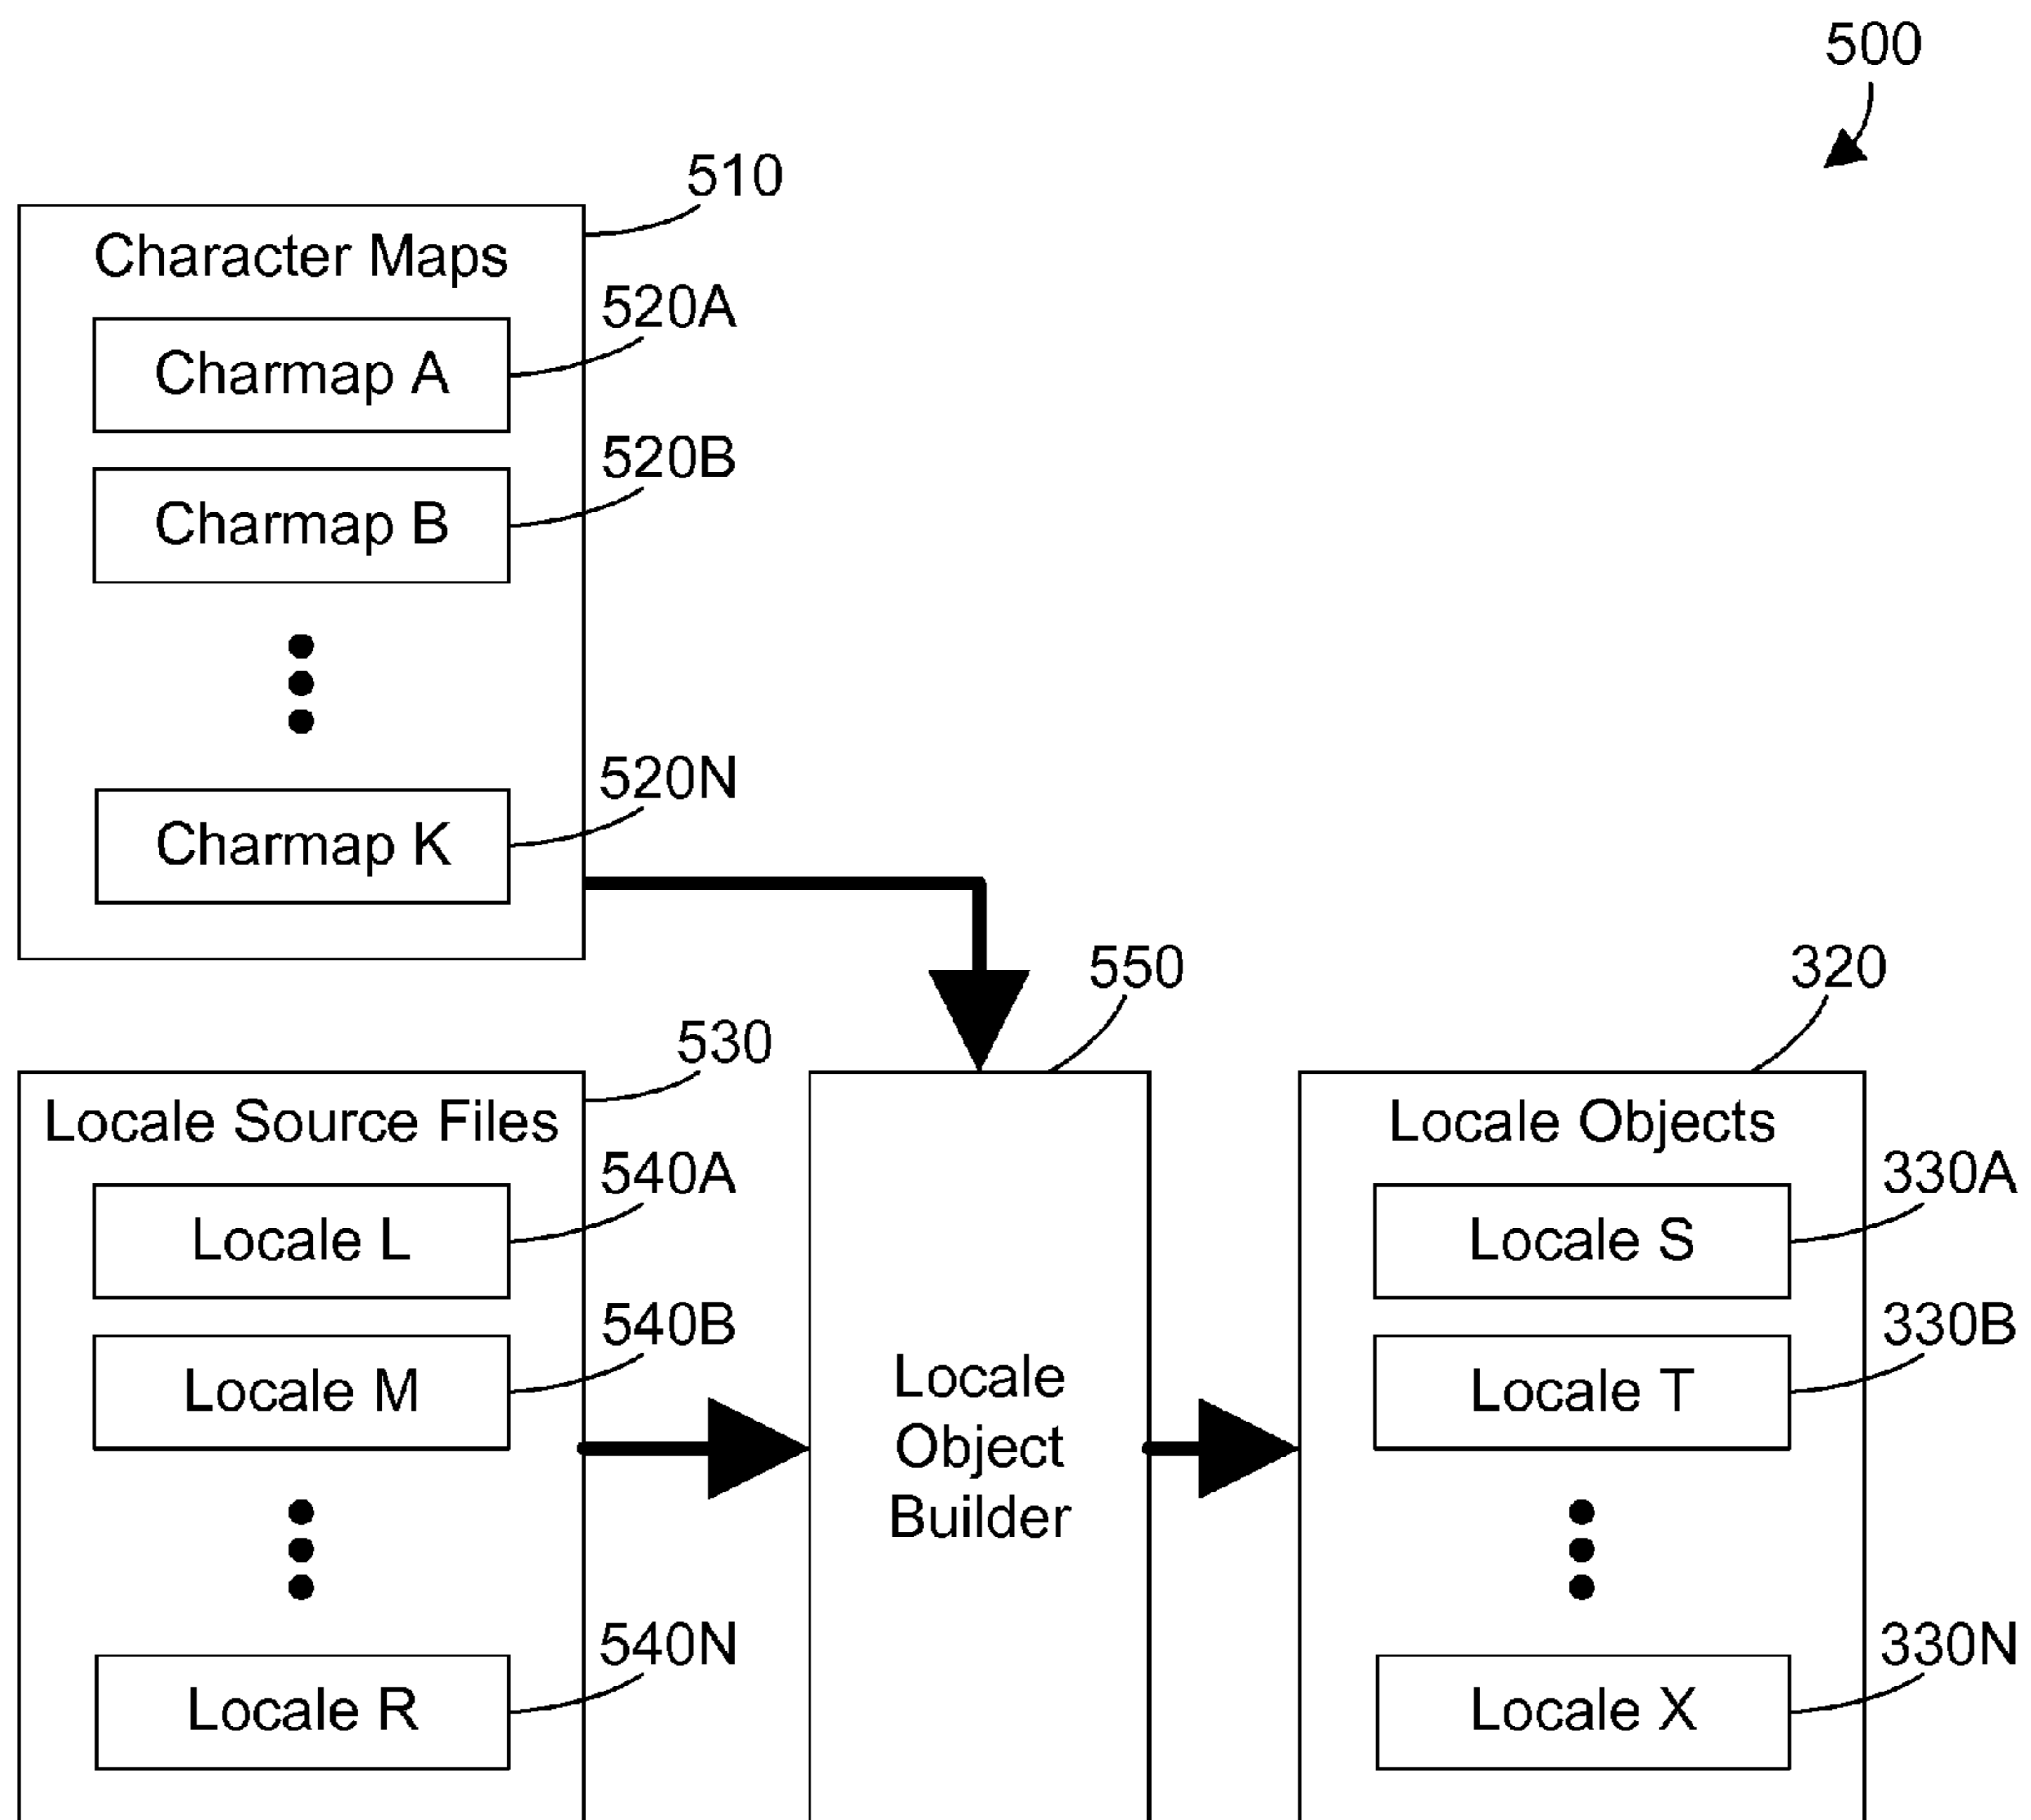 500
510
Character Maps
520A
Charmap A
520B
Charmap B
520N
Charmap K
550
320
530
Locale Source Files
540A
Locale L
540B
Locale M
540N
Locale R
Locale
Object
Builder
Locale Objects
330A
Locale S
330B
Locale T
330N
Locale X